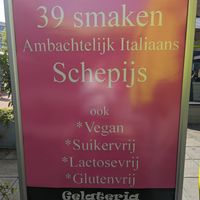 39 smaken
Ambachtelijk Italiaans
Schepijs
ook
*Vegan
*Suikervrij
*Lactosevrij
*Glutenvrij
Gelateria